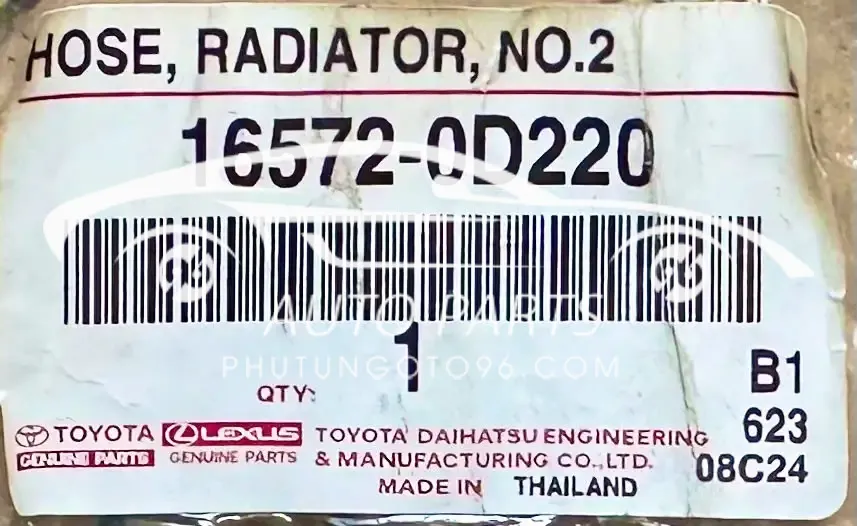 HOSE, RADIATOR, NO.2
16572-0D220
AUTO PARTS
PHUTUNGOTO96.COM
QTY: 1
B1
TOYOTA LEXUS TOYOTA DAIHATSU ENGINEERING 623
GENUINE PARTS GENUINE PARTS & MANUFACTURING CO.,LTD. 08C24
MADE IN THAILAND